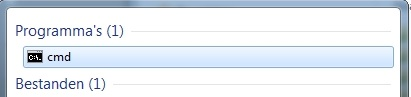 Programma's (1)
cmd
Bestanden (1)